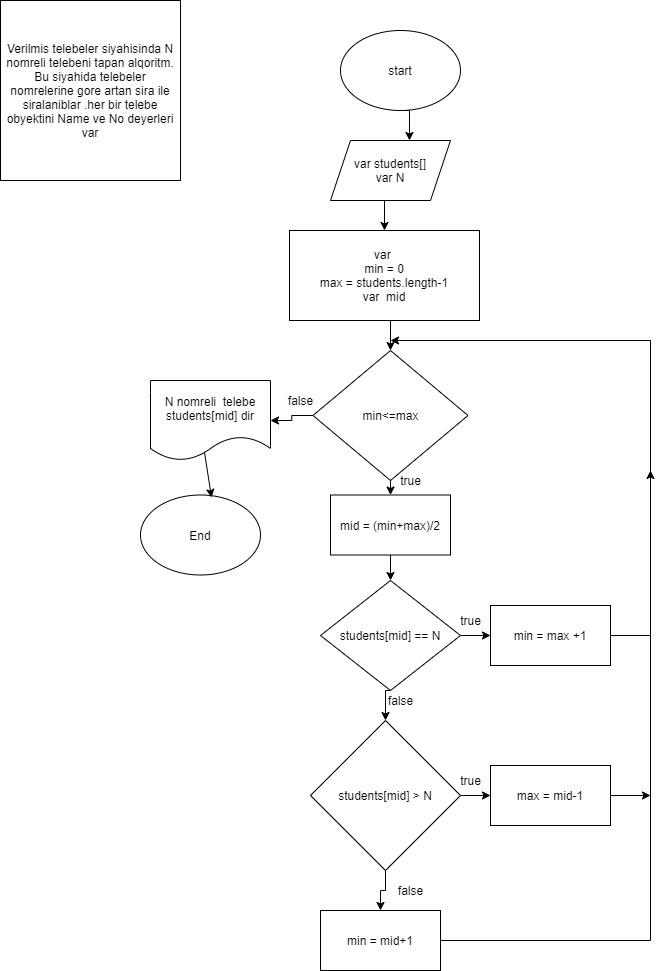 Verilmis telebeler siyahisinda N
nomreli telebeni tapan alqoritm.
Bu siyahida telebeler
nomrelerine gore artan sira ile
siralaniblar .her bir telebe
obyektini Name ve No deyerleri
var
start
var students[]
var N
var
min = 0
max = students.length-1
var mid
min<=max
false
N nomreli telebe
students[mid] dir
End
true
mid = (min+max)/2
students[mid] == N
true
min = max +1
false
students[mid] > N
true
max = mid-1
false
min = mid+1